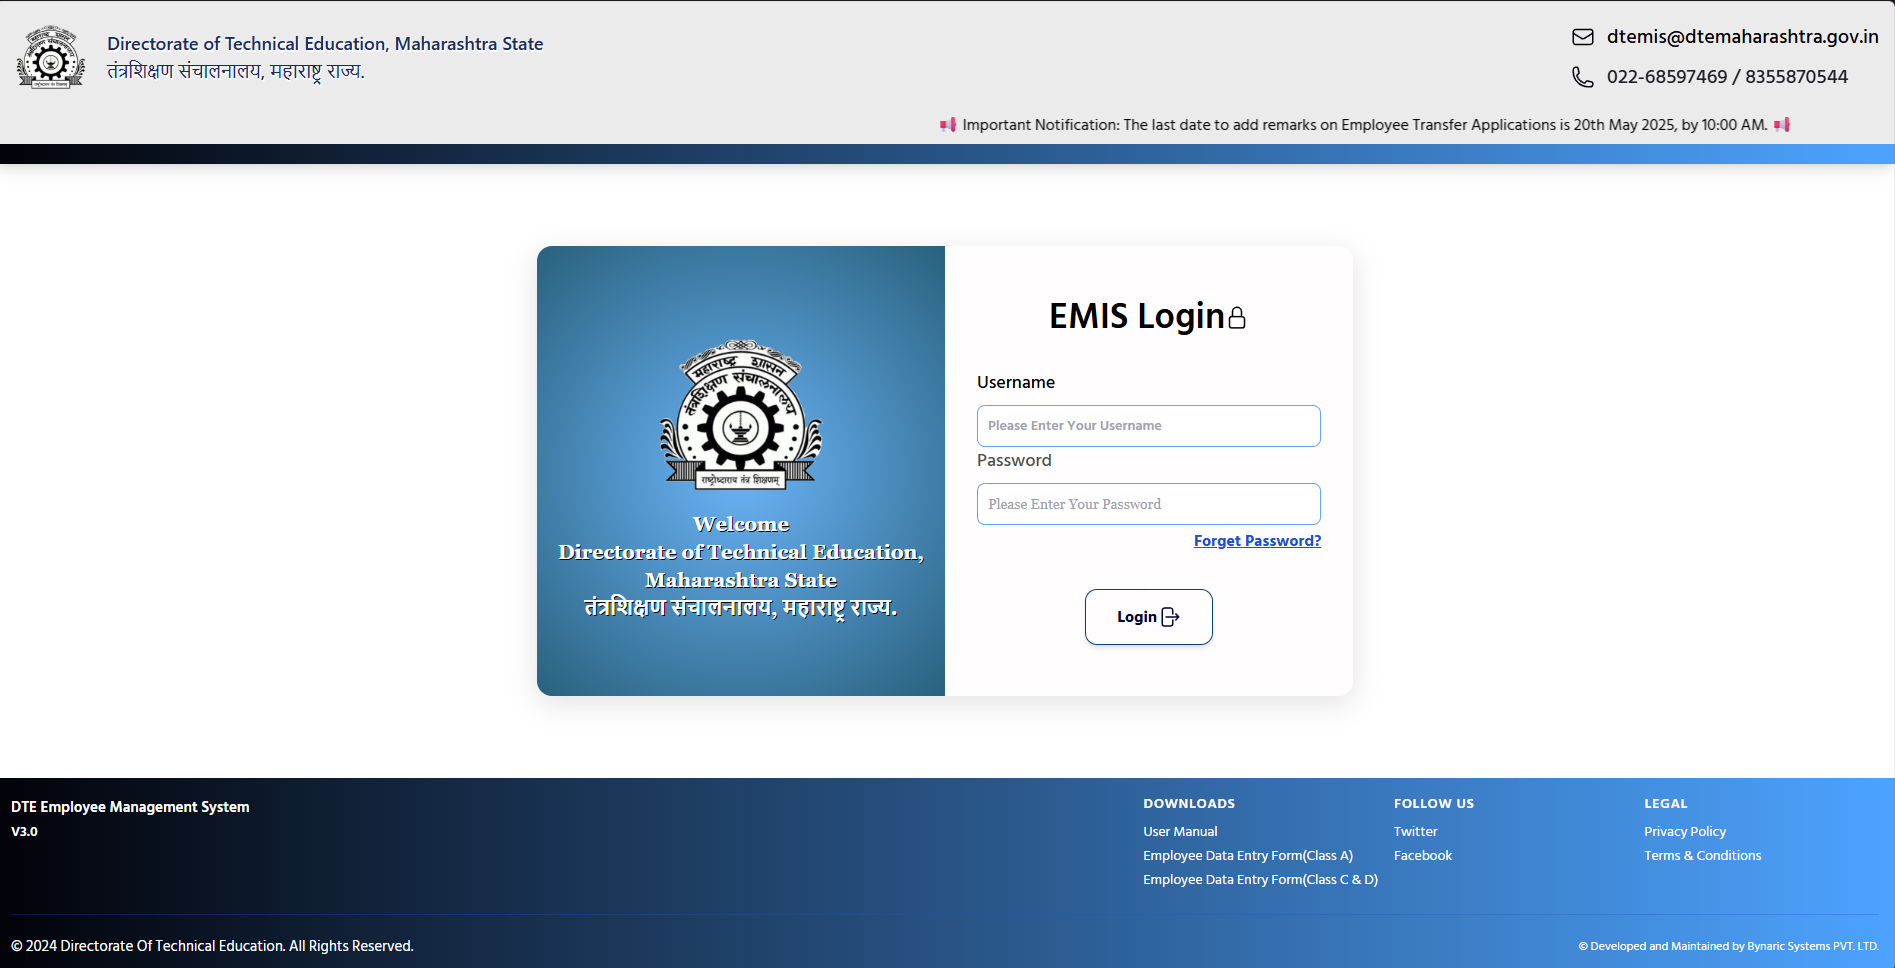 Directorate of Technical Education, Maharashtra State
तंत्रशिक्षण संचालनालय, महाराष्ट्र राज्य.
dtemis@dtemaharashtra.gov.in
022-68597469 / 8355870544
Important Notification: The last date to add remarks on Employee Transfer Applications is 20th May 2025, by 10:00 AM.
महाराष्ट्र शासन
तंत्रशिक्षण संचालनालय
राष्ट्रोध्दाराय तंत्र शिक्षणम्
Welcome
Directorate of Technical Education,
Maharashtra State
तंत्रशिक्षण संचालनालय, महाराष्ट्र राज्य.
EMIS Login
Username
Please Enter Your Username
Password
Please Enter Your Password
Forget Password?
Login
DTE Employee Management System
V3.0
DOWNLOADS
User Manual
Employee Data Entry Form(Class A)
Employee Data Entry Form(Class C & D)
FOLLOW US
Twitter
Facebook
LEGAL
Privacy Policy
Terms & Conditions
© 2024 Directorate Of Technical Education. All Rights Reserved.
© Developed and Maintained by Bynaric Systems PVT. LTD.